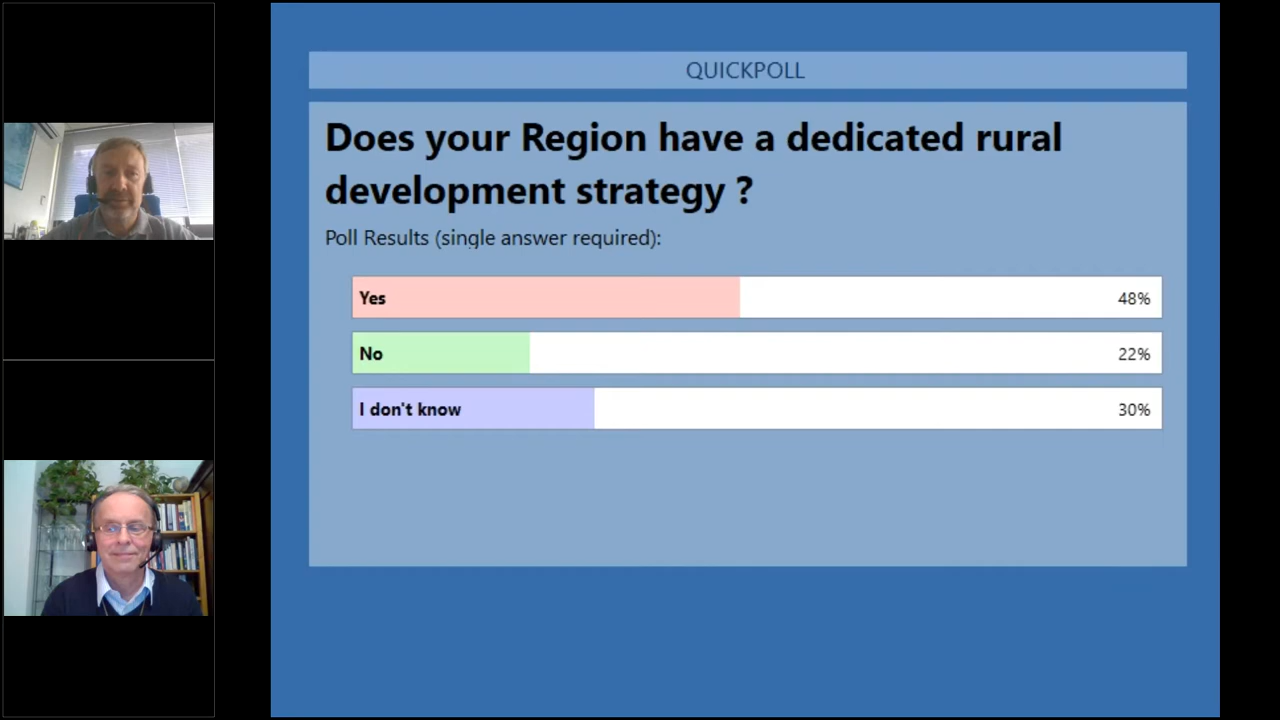 QUICKPOLL
Does your Region have a dedicated rural
development strategy ?
Poll Results (single answer required):
Yes 48%
No 22%
I don't know 30%